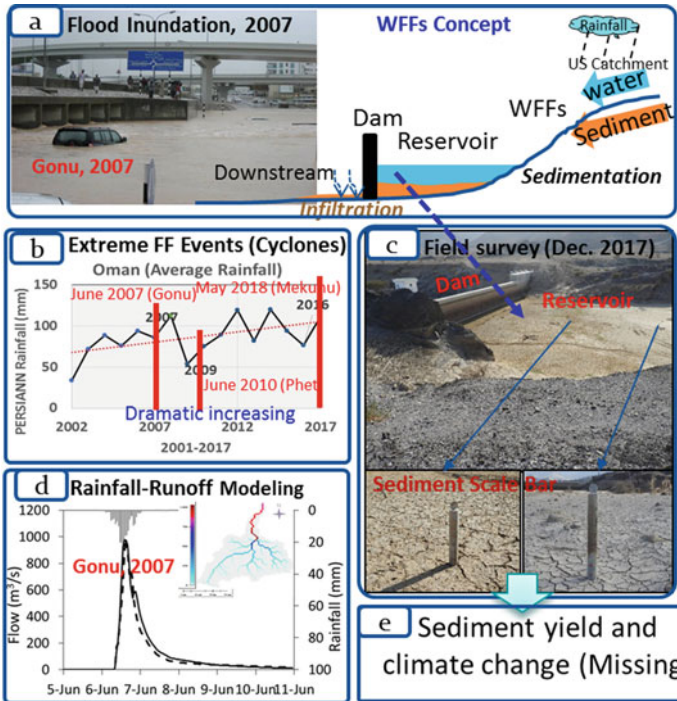 a
Flood Inundation, 2007
Gonu, 2007
WFFs Concept
Rainfall
US Catchment
water
WFFs
Sediment
Dam
Reservoir
Downstream
Sedimentation
Infiltration
b
Extreme FF Events (Cyclones)
Oman (Average Rainfall)
June 2007 (Gonu)
May 2018 (Mekunu)
2007
2016
2009
June 2010 (Phet
Dramatic increasing
PERSIANN Rainfall (mm)
150
100
50
0
2002 2007 2012 2017
2001-2017
c
Field survey (Dec. 2017)
Dam
Reservoir
Sediment Scale Bar
d
Rainfall-Runoff Modeling
Gonu, 2007
Flow (m³/s)
1200
1000
800
600
400
200
0
Rainfall (mm)
0
20
40
60
80
100
5-Jun 6-Jun 7-Jun 8-Jun 9-Jun 10-Jun 11-Jun
e
Sediment yield and
climate change (Missing